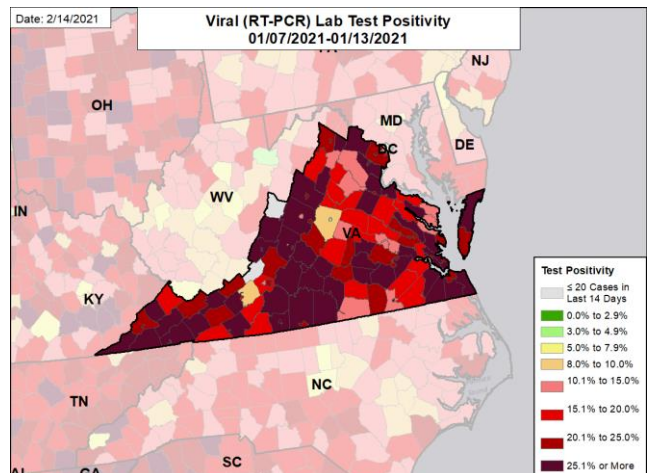 Date: 2/14/2021
Viral (RT-PCR) Lab Test Positivity
01/07/2021-01/13/2021
NJ
OH
MD
DC
DE
WV
IN
VA
KY
NC
TN
SC
Test Positivity
≤ 20 Cases in
Last 14 Days
0.0% to 2.9%
3.0% to 4.9%
5.0% to 7.9%
8.0% to 10.0%
10.1% to 15.0%
15.1% to 20.0%
20.1% to 25.0%
25.1% or More